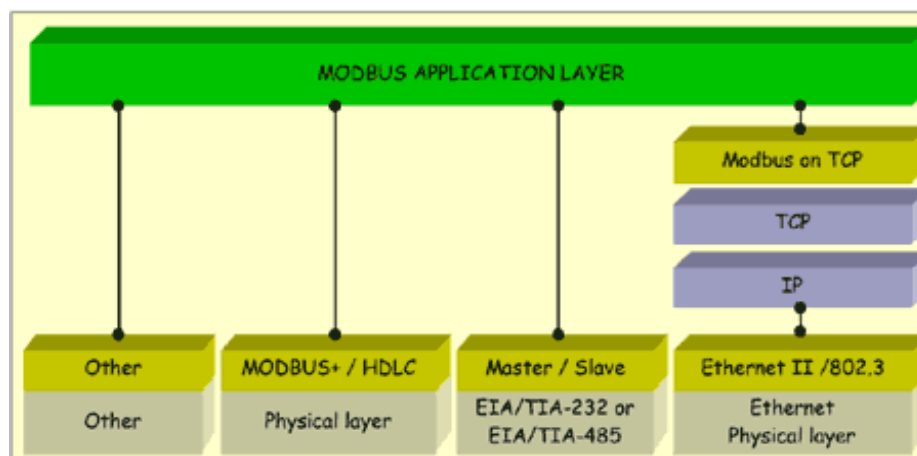 MODBUS APPLICATION LAYER
Modbus on TCP
TCP
IP
Other
MODBUS+ / HDLC
Master / Slave
Ethernet II /802.3
Other
Physical layer
EIA/TIA-232 or
EIA/TIA-485
Ethernet
Physical layer